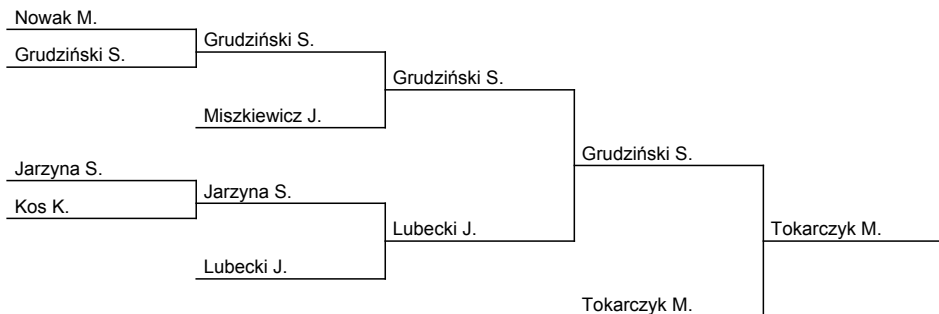 Nowak M.
Grudziński S.
Grudziński S.
Grudziński S.
Miszkiewicz J.
Grudziński S.
Jarzyna S.
Jarzyna S.
Kos K.
Lubecki J.
Tokarczyk M.
Lubecki J.
Tokarczyk M.